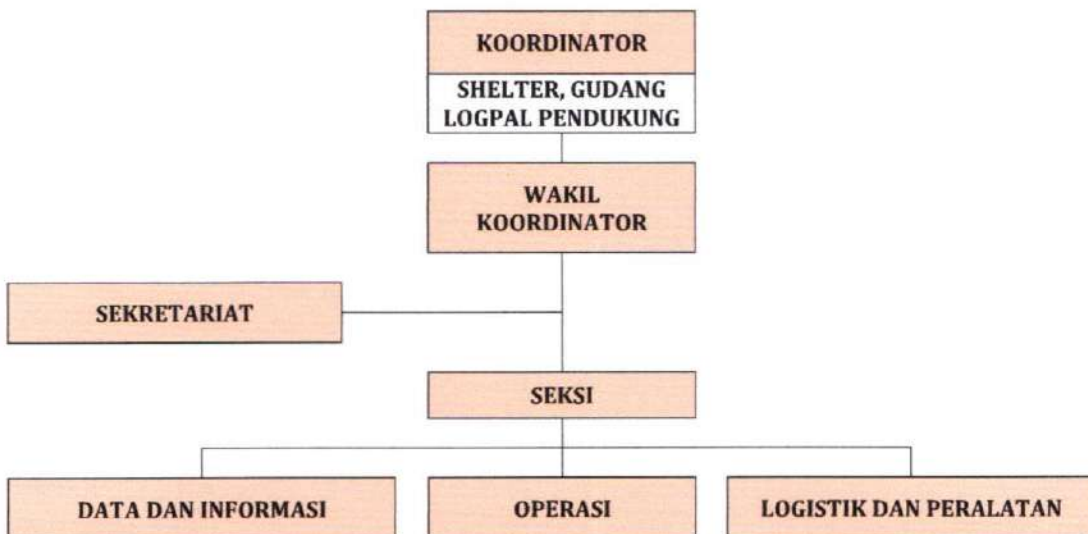 KOORDINATOR
SHELTER, GUDANG
LOGPAL PENDUKUNG
WAKIL
KOORDINATOR
SEKRETARIAT
SEKSI
DATA DAN INFORMASI
OPERASI
LOGISTIK DAN PERALATAN